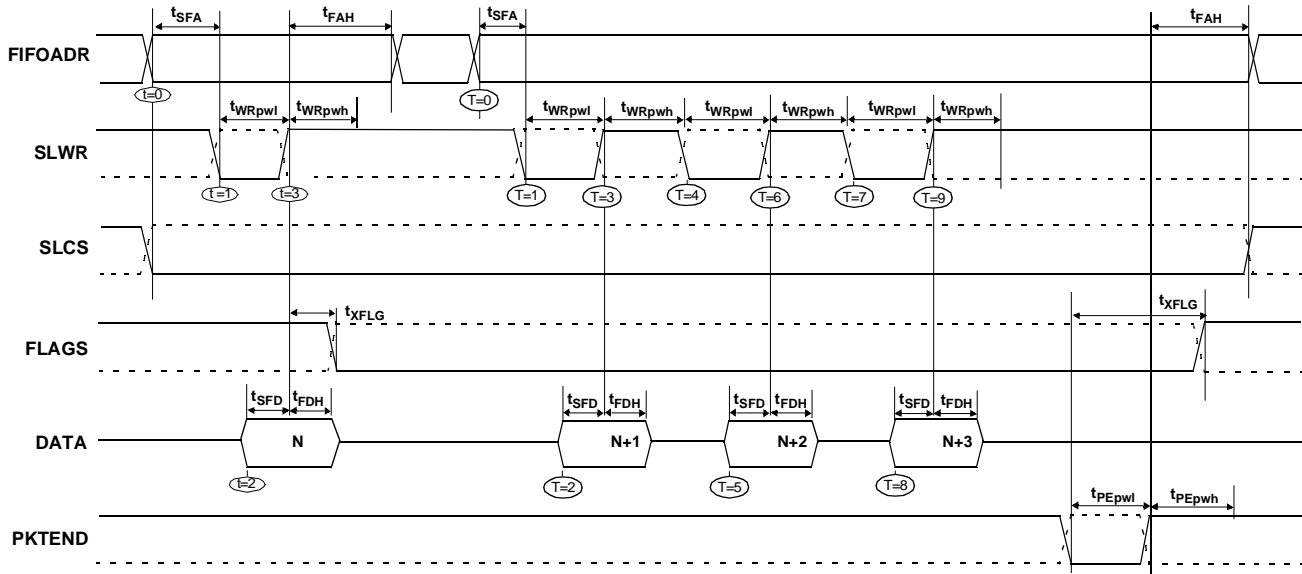 tSFA tFAH tSFA tFAH
FIFOADR
t=0 T=0
tWRpwl tWRpwh tWRpwl tWRpwh tWRpwl tWRpwh tWRpwl tWRpwh
SLWR
t=1 t=3 T=1 T=3 T=4 T=6 T=7 T=9
SLCS
tXFLG tXFLG
FLAGS
tSFD tFDH tSFD tFDH tSFD tFDH tSFD tFDH
DATA N N+1 N+2 N+3
t=2 T=2 T=5 T=8
tPEpwl tPEpwh
PKTEND